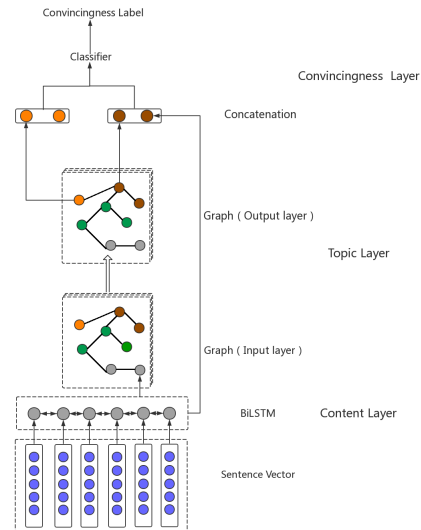 Convincingness Label
Classifier
Convincingness Layer
Concatenation
Graph ( Output layer )
Topic Layer
Graph ( Input layer )
BiLSTM
Content Layer
Sentence Vector